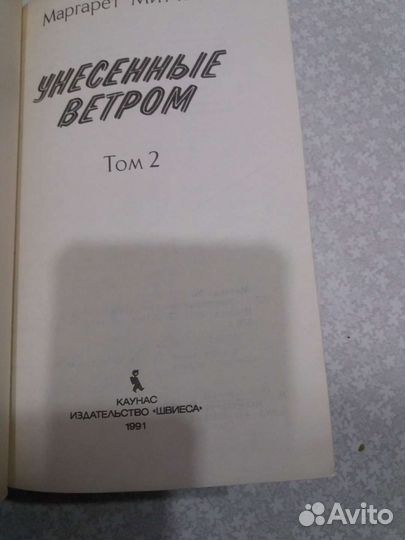 Маргарет
УНЕСЕННЫЕ
ВЕТРОМ
Том 2
КАУНАС
ИЗДАТЕЛЬСТВО «ШВИЕСА»
1991
Avito